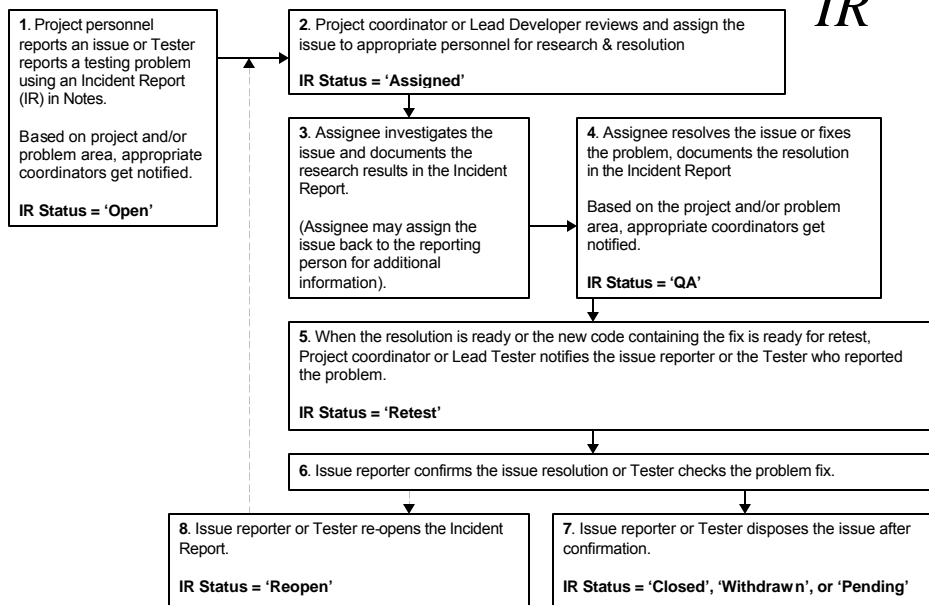 IR
1. Project personnel
reports an issue or Tester
reports a testing problem
using an Incident Report
(IR) in Notes.
Based on project and/or
problem area, appropriate
coordinators get notified.
IR Status = ‘Open’
2. Project coordinator or Lead Developer reviews and assign the
issue to appropriate personnel for research & resolution
IR Status = ‘Assigned’
3. Assignee investigates the
issue and documents the
research results in the Incident
Report.
(Assignee may assign the
issue back to the reporting
person for additional
information).
4. Assignee resolves the issue or fixes
the problem, documents the resolution
in the Incident Report
Based on the project and/or problem
area, appropriate coordinators get
notified.
IR Status = ‘QA’
5. When the resolution is ready or the new code containing the fix is ready for retest,
Project coordinator or Lead Tester notifies the issue reporter or the Tester who reported
the problem.
IR Status = ‘Retest’
6. Issue reporter confirms the issue resolution or Tester checks the problem fix.
8. Issue reporter or Tester re-opens the Incident
Report.
IR Status = ‘Reopen’
7. Issue reporter or Tester disposes the issue after
confirmation.
IR Status = ‘Closed’, ‘Withdrawn’, or ‘Pending’